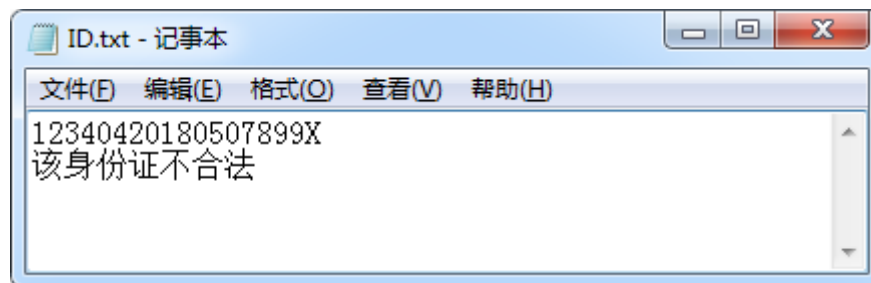 ID.txt - 记事本
文件(F) 编辑(E) 格式(O) 查看(V) 帮助(H)
12340420180507899X
该身份证不合法